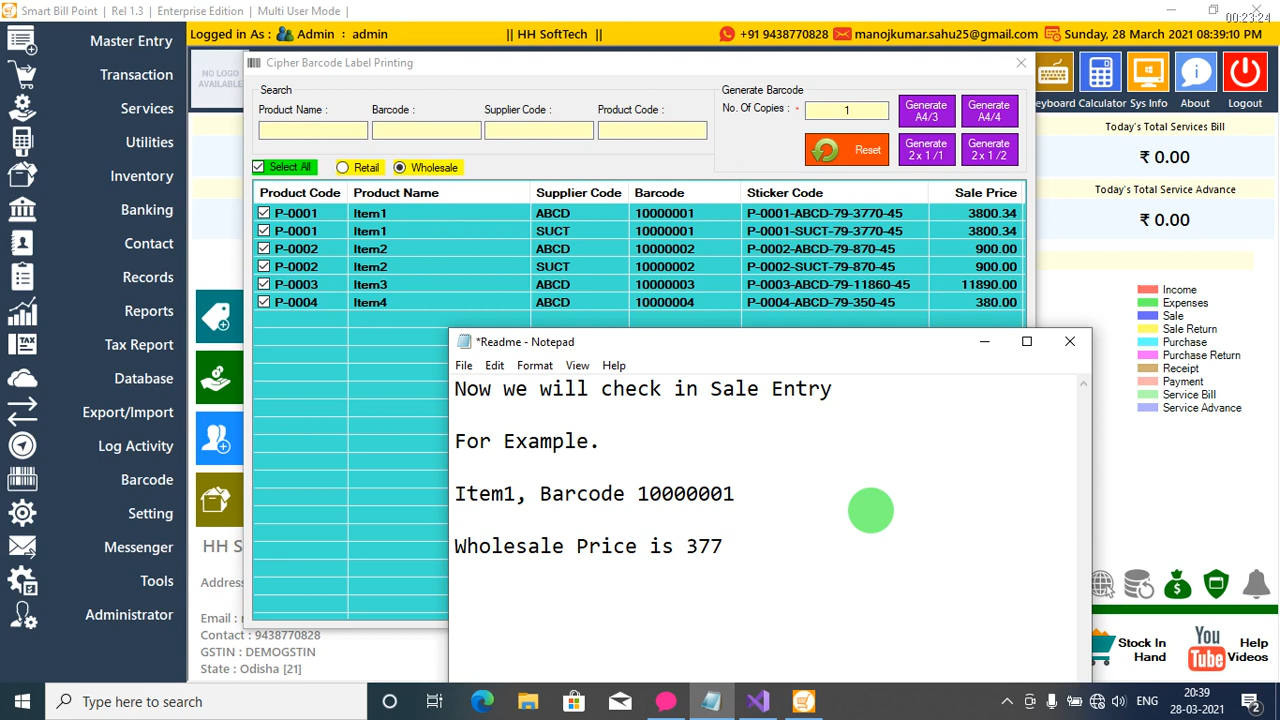 Smart Bill Point | Rel 1.3 | Enterprise Edition | Multi User Mode |
00:23:24
Logged in As : Admin : admin || HH SoftTech || +91 9438770828 manojkumar.sahu25@gmail.com Sunday, 28 March 2021 08:39:10 PM
Master Entry
Transaction
Services
Utilities
Inventory
Banking
Contact
Records
Reports
Tax Report
Database
Export/Import
Log Activity
Barcode
Setting
Messenger
Tools
Administrator
NO LOGO
AVAILABLE
Cipher Barcode Label Printing
Search
Product Name : Barcode : Supplier Code : Product Code :
Generate Barcode
No. Of Copies : * 1
Generate A4/3
Generate A4/4
Reset
Generate 2 x 1 /1
Generate 2 x 1 /2
Select All Retail Wholesale
Product Code Product Name Supplier Code Barcode Sticker Code Sale Price
P-0001 Item1 ABCD 10000001 P-0001-ABCD-79-3770-45 3800.34
P-0001 Item1 SUCT 10000001 P-0001-SUCT-79-3770-45 3800.34
P-0002 Item2 ABCD 10000002 P-0002-ABCD-79-870-45 900.00
P-0002 Item2 SUCT 10000002 P-0002-SUCT-79-870-45 900.00
P-0003 Item3 ABCD 10000003 P-0003-ABCD-79-11860-45 11890.00
P-0004 Item4 ABCD 10000004 P-0004-ABCD-79-350-45 380.00
eyboard Calculator Sys Info About Logout
Today's Total Services Bill
₹ 0.00
Today's Total Service Advance
₹ 0.00
Income
Expenses
Sale
Sale Return
Purchase
Purchase Return
Receipt
Payment
Service Bill
Service Advance
*Readme - Notepad
File Edit Format View Help
Now we will check in Sale Entry
For Example.
Item1, Barcode 10000001
Wholesale Price is 377
HH S
Address
Email :
Contact : 9438770828
GSTIN : DEMOGSTIN
State : Odisha [21]
Stock In Hand
You Tube
Help Videos
Type here to search
ENG
20:39
28-03-2021
2